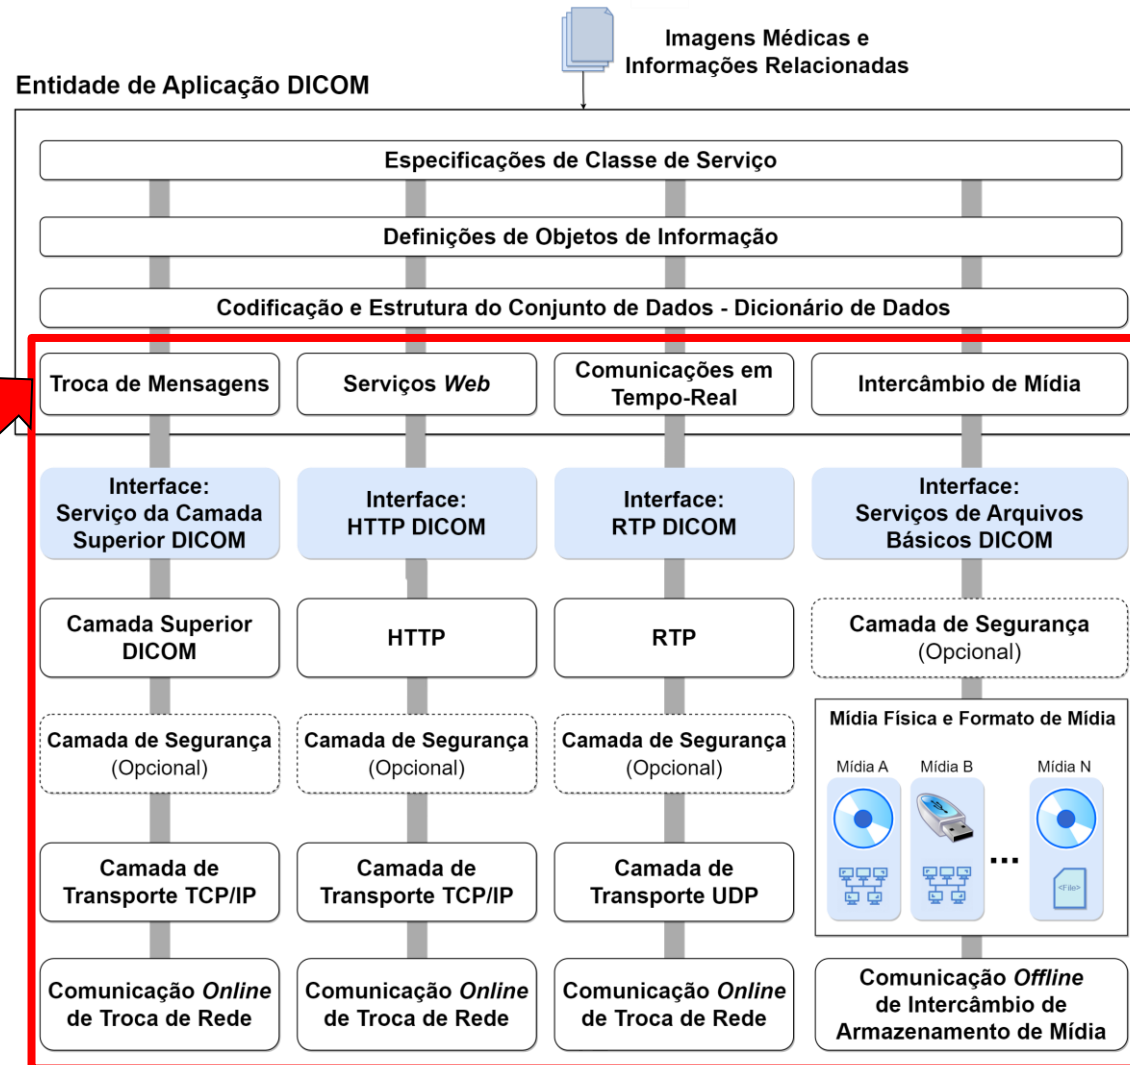 Imagens Médicas e
Informações Relacionadas
Entidade de Aplicação DICOM
Especificações de Classe de Serviço
Definições de Objetos de Informação
Codificação e Estrutura do Conjunto de Dados - Dicionário de Dados
Troca de Mensagens
Serviços Web
Comunicações em
Tempo-Real
Intercâmbio de Mídia
Interface:
Serviço da Camada
Superior DICOM
Interface:
HTTP DICOM
Interface:
RTP DICOM
Interface:
Serviços de Arquivos
Básicos DICOM
Camada Superior
DICOM
HTTP
RTP
Camada de Segurança
(Opcional)
Camada de Segurança
(Opcional)
Camada de Segurança
(Opcional)
Camada de Segurança
(Opcional)
Mídia Física e Formato de Mídia
Mídia A
Mídia B
Mídia N
...
<File>
Camada de
Transporte TCP/IP
Camada de
Transporte TCP/IP
Camada de
Transporte UDP
Comunicação Online
de Troca de Rede
Comunicação Online
de Troca de Rede
Comunicação Online
de Troca de Rede
Comunicação Offline
de Intercâmbio de
Armazenamento de Mídia